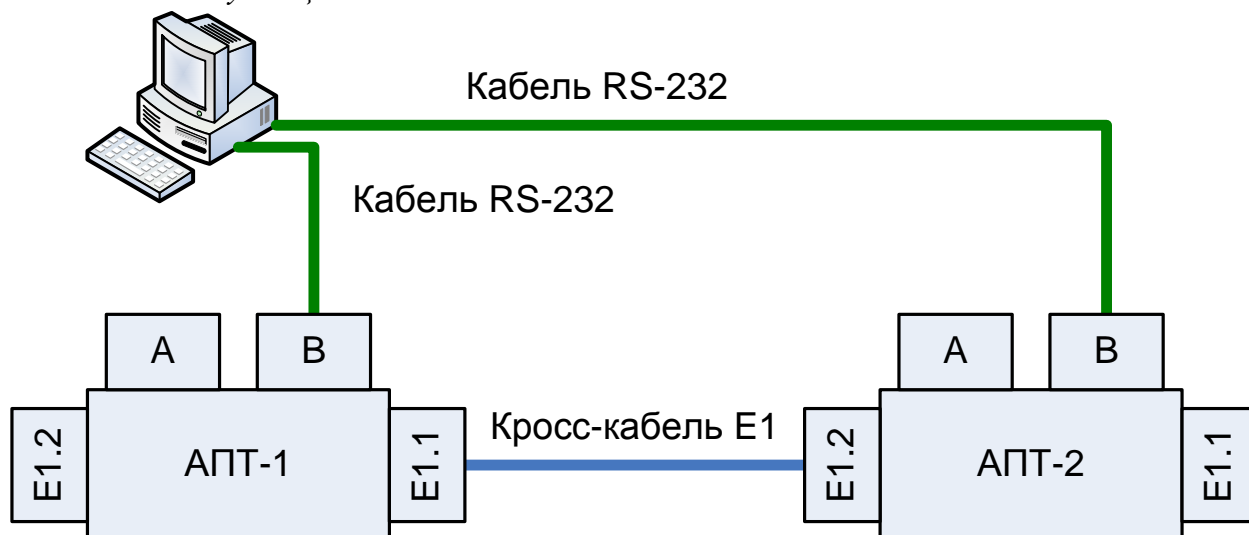 Кабель RS-232
Кабель RS-232
A
B
A
B
E1.2
АПТ-1
E1.1
Кросс-кабель E1
E1.2
АПТ-2
E1.1